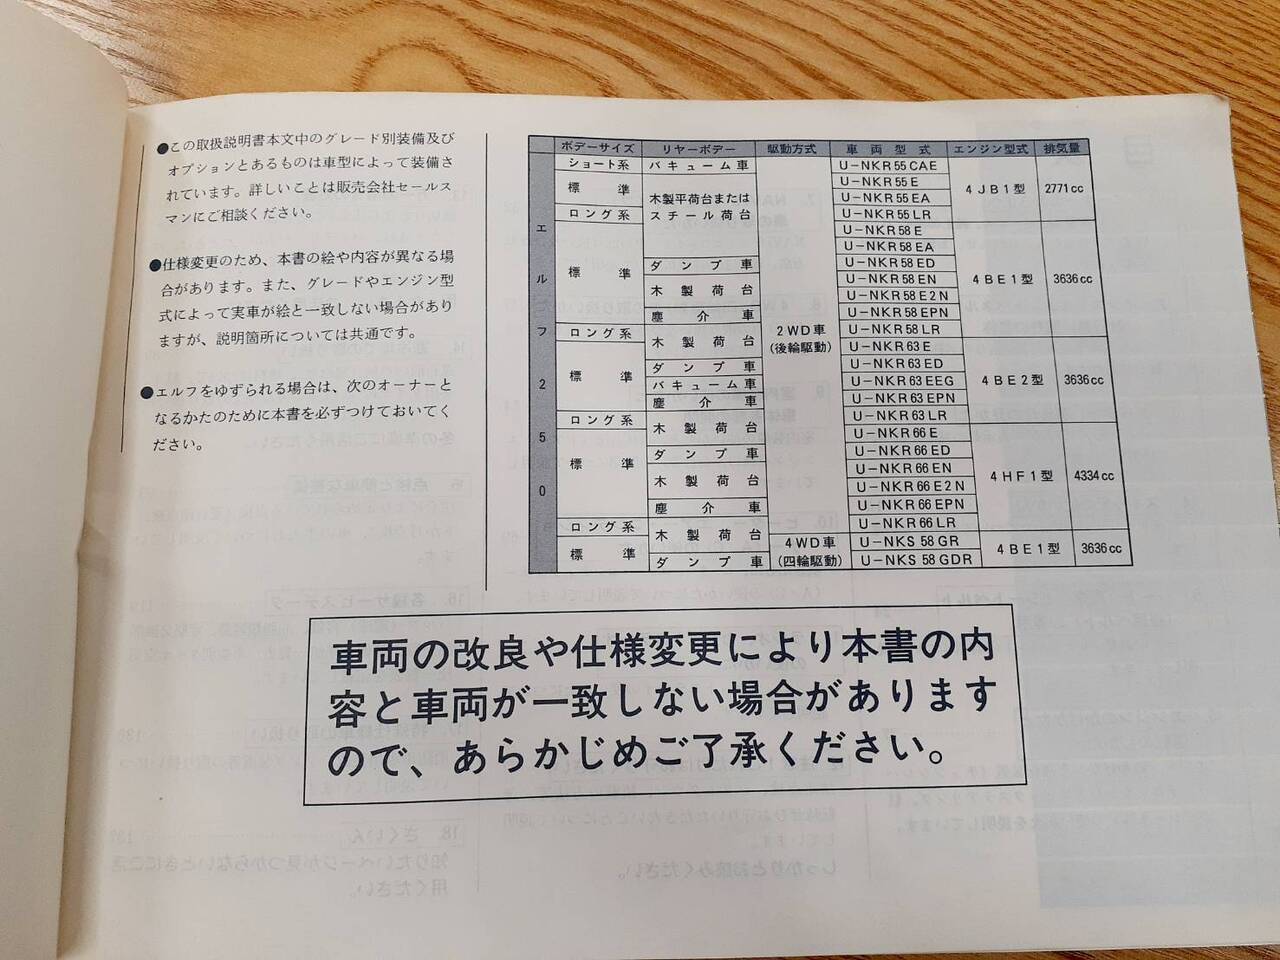 ●この取扱説明書本文中のグレード別装備及び
オプションとあるものは車型によって装備さ
れています。詳しいことは販売会社セールス
マンにご相談ください。
●仕様変更のため、本書の絵や内容が異なる場
合があります。また、グレードやエンジン型
式によって実車が絵と一致しない場合があり
ますが、説明箇所については共通です。
●エルフをゆずられる場合は、次のオーナーと
なるかたのために本書を必ずつけておいてく
ださい。
ボデーサイズ リヤーボデー 駆動方式 車両型式 エンジン型式 排気量
エルフ250
ショート系 バキューム車 U-NKR55CAE
標準 木製平荷台または U-NKR55E 4JB1型 2771cc
U-NKR55EA
ロング系 スチール荷台 U-NKR55LR
U-NKR58E
U-NKR58EA
標準 ダンプ車 U-NKR58ED
木製荷台 U-NKR58EN 4BE1型 3636cc
U-NKR58E2N
塵介車 U-NKR58EPN
ロング系 木製荷台 2WD車 U-NKR58LR
(後輪駆動) U-NKR63E
標準 ダンプ車 U-NKR63ED
バキューム車 U-NKR63EEG 4BE2型 3636cc
塵介車 U-NKR63EPN
ロング系 木製荷台 U-NKR63LR
U-NKR66E
標準 ダンプ車 U-NKR66ED
木製荷台 U-NKR66EN 4HF1型 4334cc
U-NKR66E2N
塵介車 U-NKR66EPN
ロング系 木製荷台 U-NKR66LR
標準 4WD車 U-NKS58GR 4BE1型 3636cc
ダンプ車 (四輪駆動) U-NKS58GDR
車両の改良や仕様変更により本書の内
容と車両が一致しない場合があります
ので、あらかじめご了承ください。